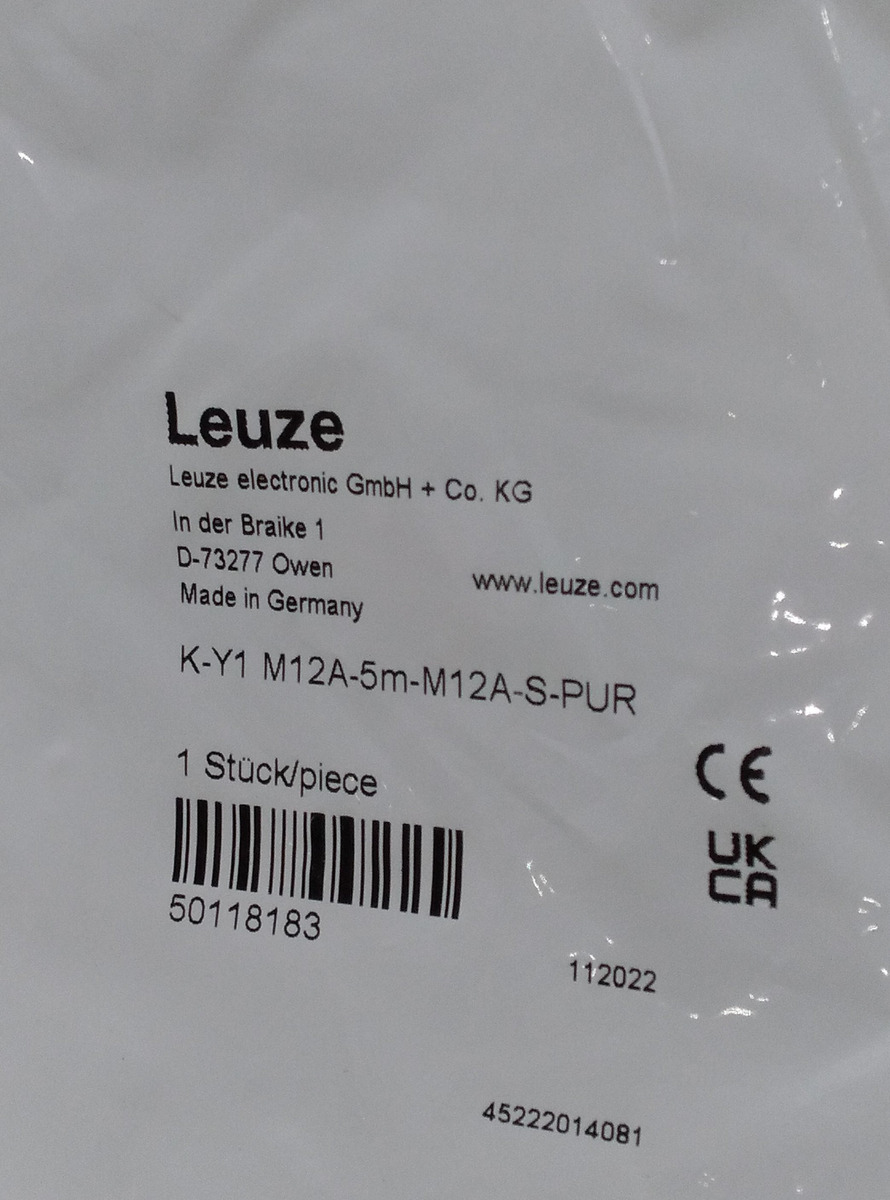 Leuze
Leuze electronic GmbH + Co. KG
In der Braike 1
D-73277 Owen
www.leuze.com
Made in Germany
K-Y1 M12A-5m-M12A-S-PUR
1 Stück/piece
CE
UK
CA
50118183
112022
45222014081